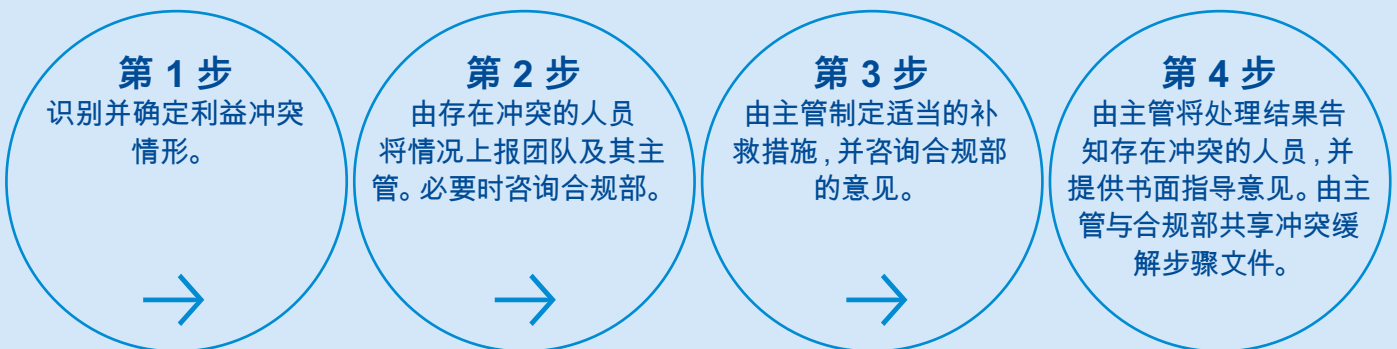 第 1 步
识别并确定利益冲突
情形。
第 2 步
由存在冲突的人员
将情况上报团队及其主
管。必要时咨询合规部。
第 3 步
由主管制定适当的补
救措施，并咨询合规部
的意见。
第 4 步
由主管将处理结果告
知存在冲突的人员，并
提供书面指导意见。由主
管与合规部共享冲突缓
解步骤文件。